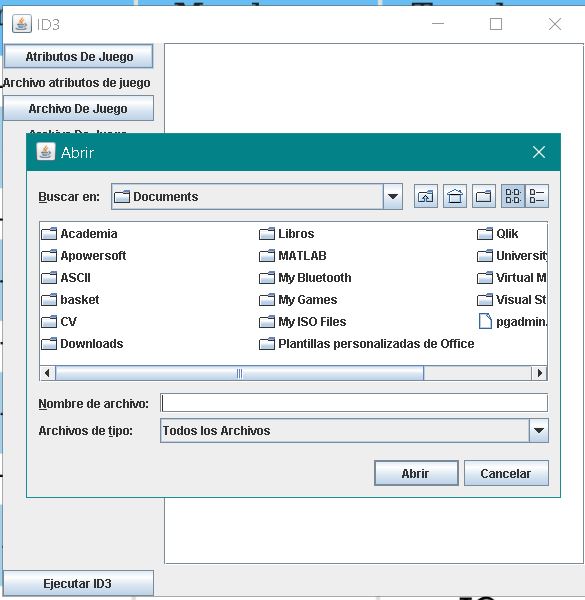 ID3
Atributos De Juego
Archivo atributos de juego
Archivo De Juego
Abrir
Buscar en:
Documents
Academia
Apowersoft
ASCII
basket
CV
Downloads
Libros
MATLAB
My Bluetooth
My Games
My ISO Files
Plantillas personalizadas de Office
Qlik
Universit
Virtual M
Visual St
pgadmin.
Nombre de archivo:
Archivos de tipo:
Todos los Archivos
Abrir
Cancelar
Ejecutar ID3